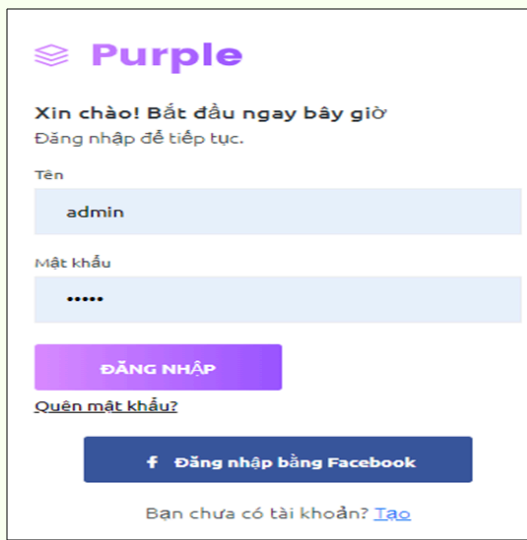 Purple
Xin chào! Bắt đầu ngay bây giờ
Đăng nhập để tiếp tục.
Tên
admin
Mật khẩu
•••••
ĐĂNG NHẬP
Quên mật khẩu?
f Đăng nhập bằng Facebook
Bạn chưa có tài khoản? Tạo